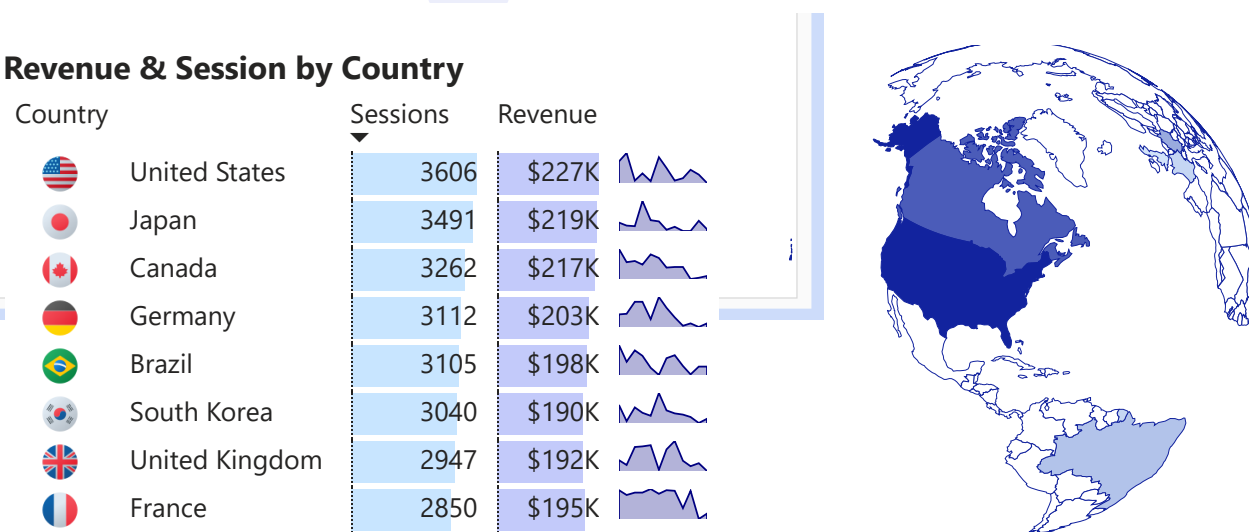 Revenue & Session by Country
Country Sessions Revenue
United States 3606 $227K
Japan 3491 $219K
Canada 3262 $217K
Germany 3112 $203K
Brazil 3105 $198K
South Korea 3040 $190K
United Kingdom 2947 $192K
France 2850 $195K